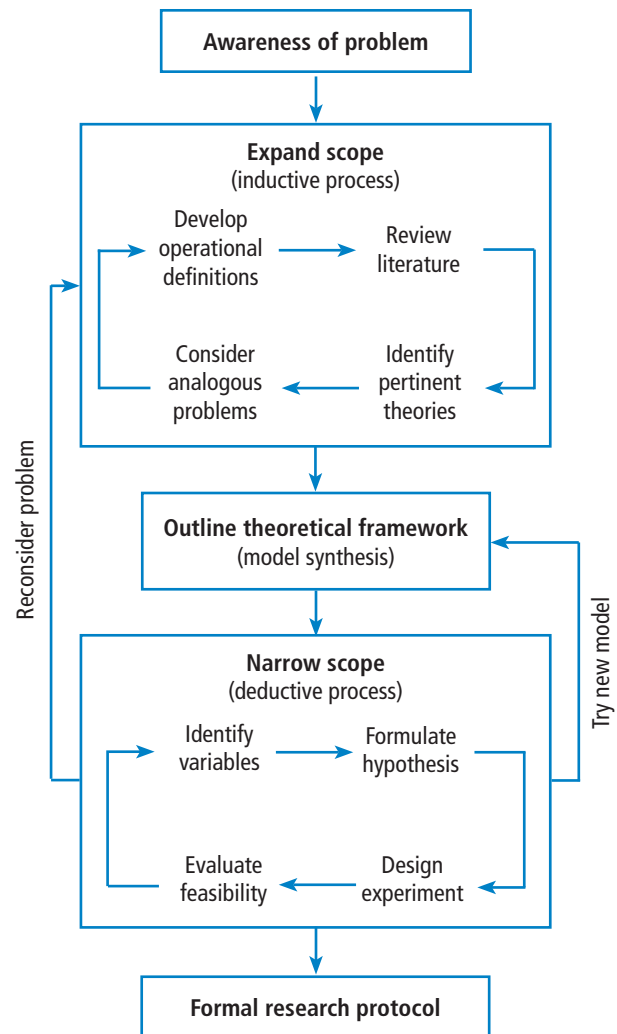 Awareness of problem
Expand scope
(inductive process)
Develop
operational
definitions
Review
literature
Consider
analogous
problems
Identify
pertinent
theories
Reconsider problem
Outline theoretical framework
(model synthesis)
Try new model
Narrow scope
(deductive process)
Identify
variables
Formulate
hypothesis
Evaluate
feasibility
Design
experiment
Formal research protocol